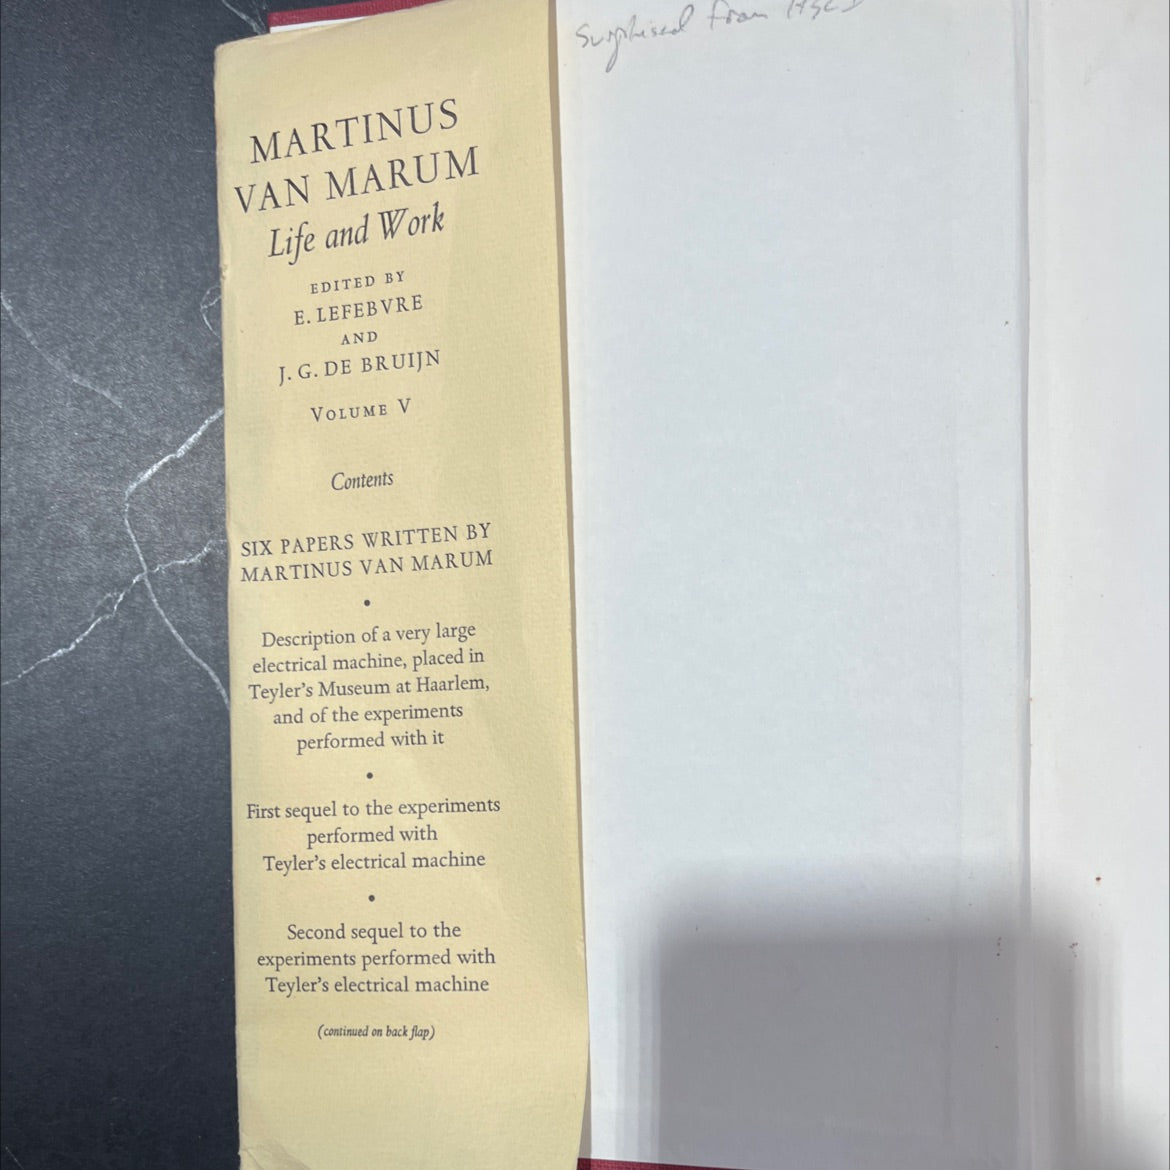 MARTINUS
VAN MARUM
Life and Work
EDITED BY
E. LEFEBVRE
AND
J. G. DE BRUIJN
VOLUME V
Contents
SIX PAPERS WRITTEN BY
MARTINUS VAN MARUM
•
Description of a very large
electrical machine, placed in
Teyler's Museum at Haarlem,
and of the experiments
performed with it
•
First sequel to the experiments
performed with
Teyler's electrical machine
•
Second sequel to the
experiments performed with
Teyler's electrical machine
(continued on back flap)
from